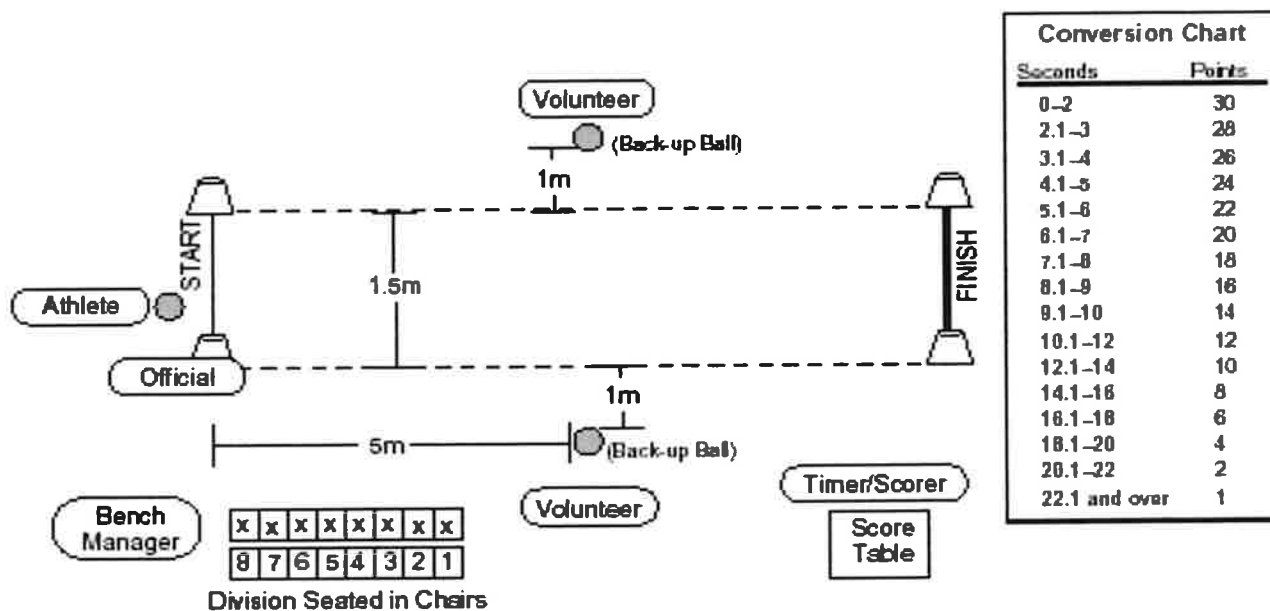 Conversion Chart
Seconds Points
0–2 30
2.1–3 28
3.1–4 26
4.1–5 24
5.1–6 22
6.1–7 20
7.1–8 18
8.1–9 16
9.1–10 14
10.1–12 12
12.1–14 10
14.1–16 8
16.1–18 6
18.1–20 4
20.1–22 2
22.1 and over 1
Volunteer
(Back-up Ball)
1m
START
1.5m
FINISH
Athlete
Official
1m
5m
(Back-up Ball)
Volunteer
Timer/Scorer
Score
Table
Bench
Manager
x x x x x x x x
8 7 6 5 4 3 2 1
Division Seated in Chairs